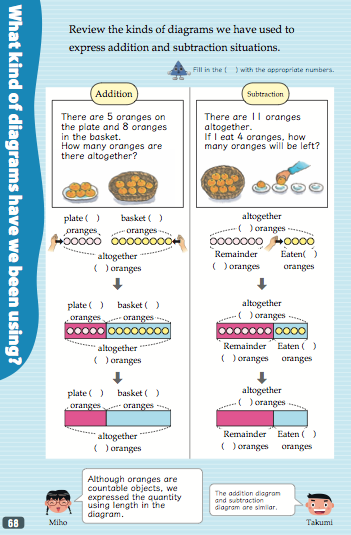 What kind of diagrams have we been using?
Review the kinds of diagrams we have used to
express addition and subtraction situations.
Fill in the ( ) with the appropriate numbers.
Addition
There are 5 oranges on
the plate and 8 oranges
in the basket.
How many oranges are
there altogether?
plate ( ) basket ( )
oranges oranges
altogether
( ) oranges
plate ( ) basket ( )
oranges oranges
altogether
( ) oranges
plate ( ) basket ( )
oranges oranges
altogether
( ) oranges
Subtraction
There are 11 oranges
altogether.
If I eat 4 oranges, how
many oranges will be left?
altogether
( ) oranges
Remainder Eaten( )
( ) oranges oranges
altogether
( ) oranges
Remainder Eaten ( )
( ) oranges oranges
altogether
( ) oranges
Remainder Eaten ( )
( ) oranges oranges
Although oranges are
countable objects, we
expressed the quantity
using length in the
diagram.
Miho
The addition diagram
and subtraction
diagram are similar.
Takumi
68